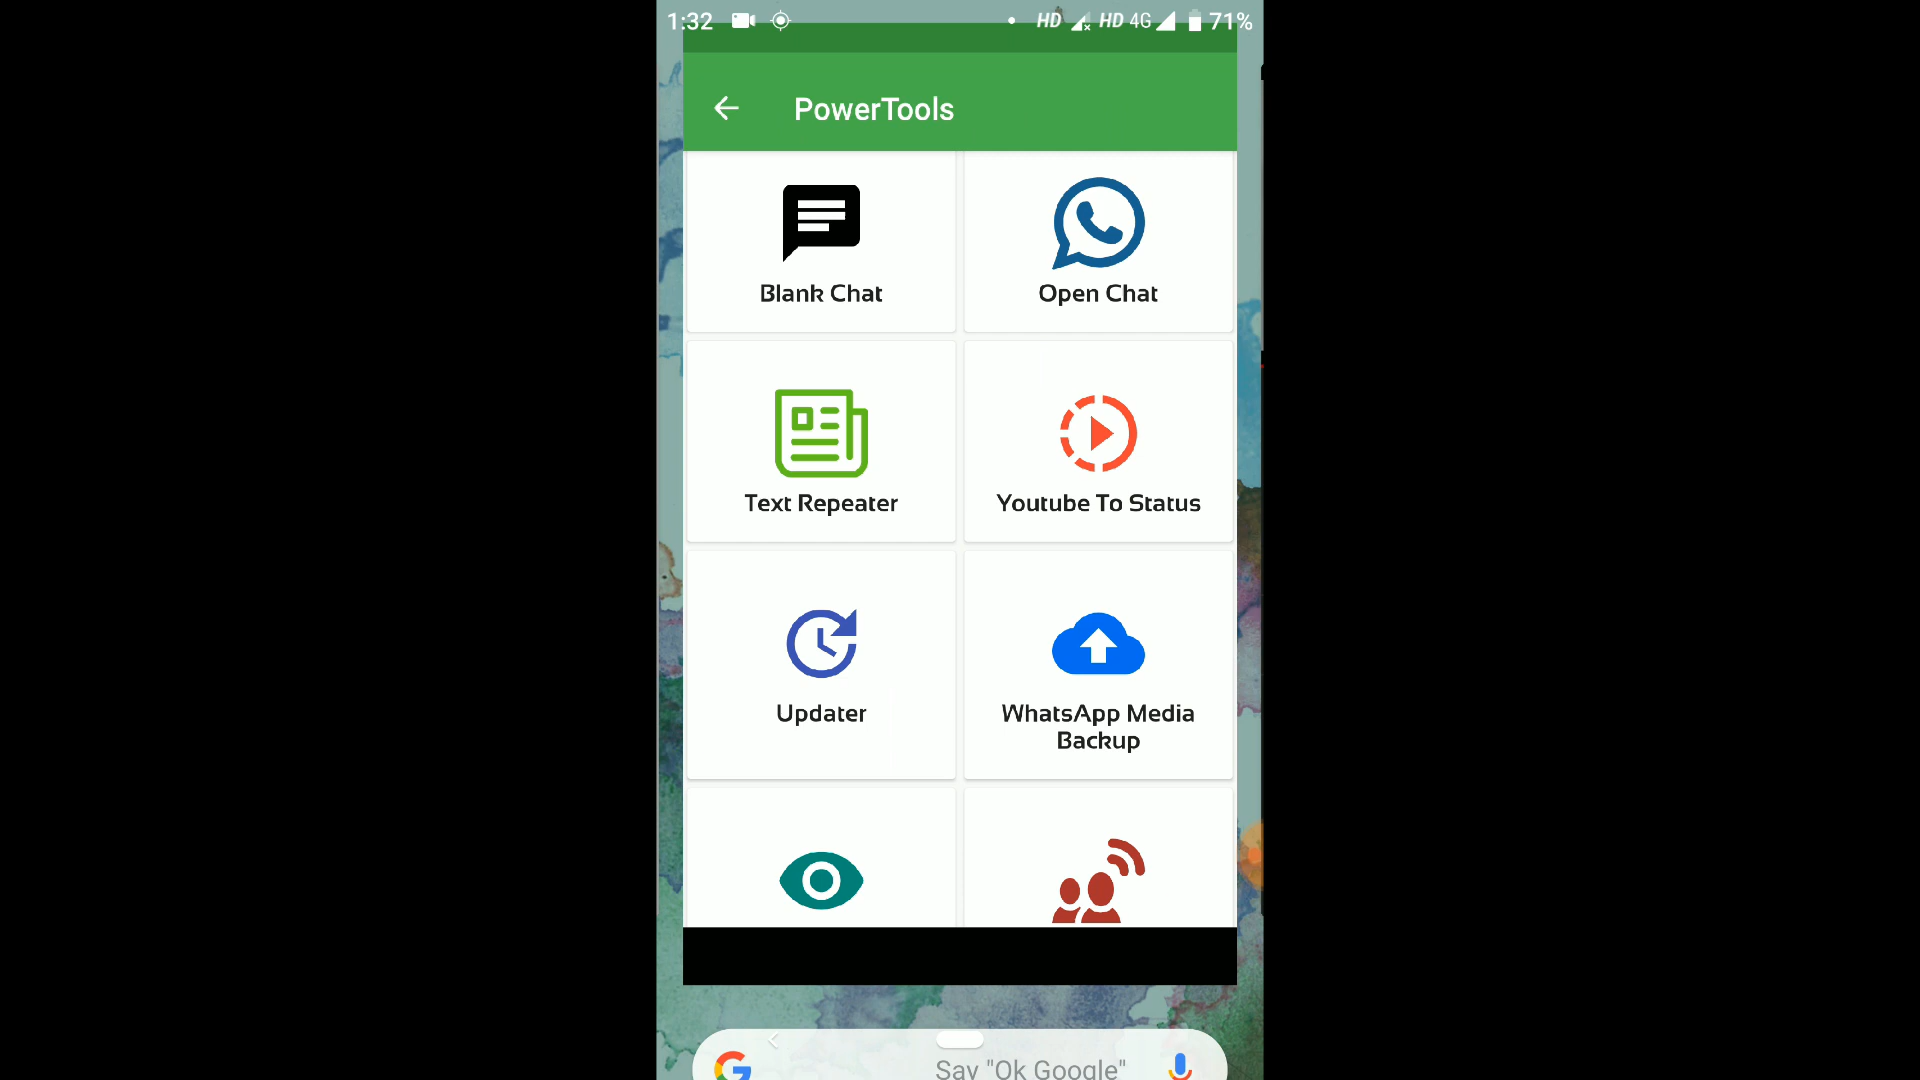 1:32 HD HD 4G 71%
PowerTools
Blank Chat
Open Chat
Text Repeater
Youtube To Status
Updater
WhatsApp Media
Backup
Say "Ok Google"